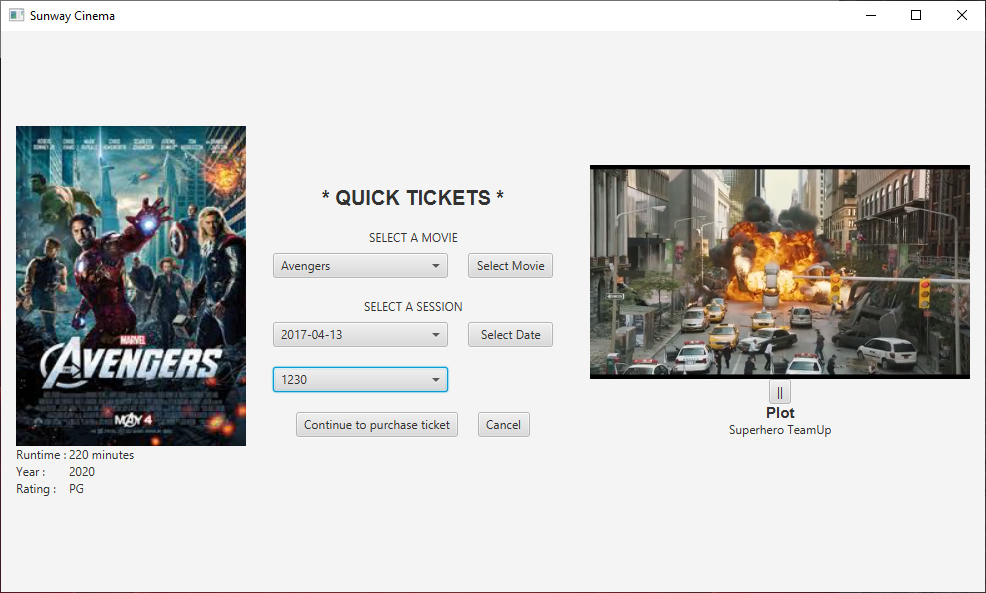 Sunway Cinema
MARVEL
AVENGERS
MAY 4
Runtime : 220 minutes
Year : 2020
Rating : PG
* QUICK TICKETS *
SELECT A MOVIE
Avengers
Select Movie
SELECT A SESSION
2017-04-13
Select Date
1230
Continue to purchase ticket
Cancel
||
Plot
Superhero TeamUp